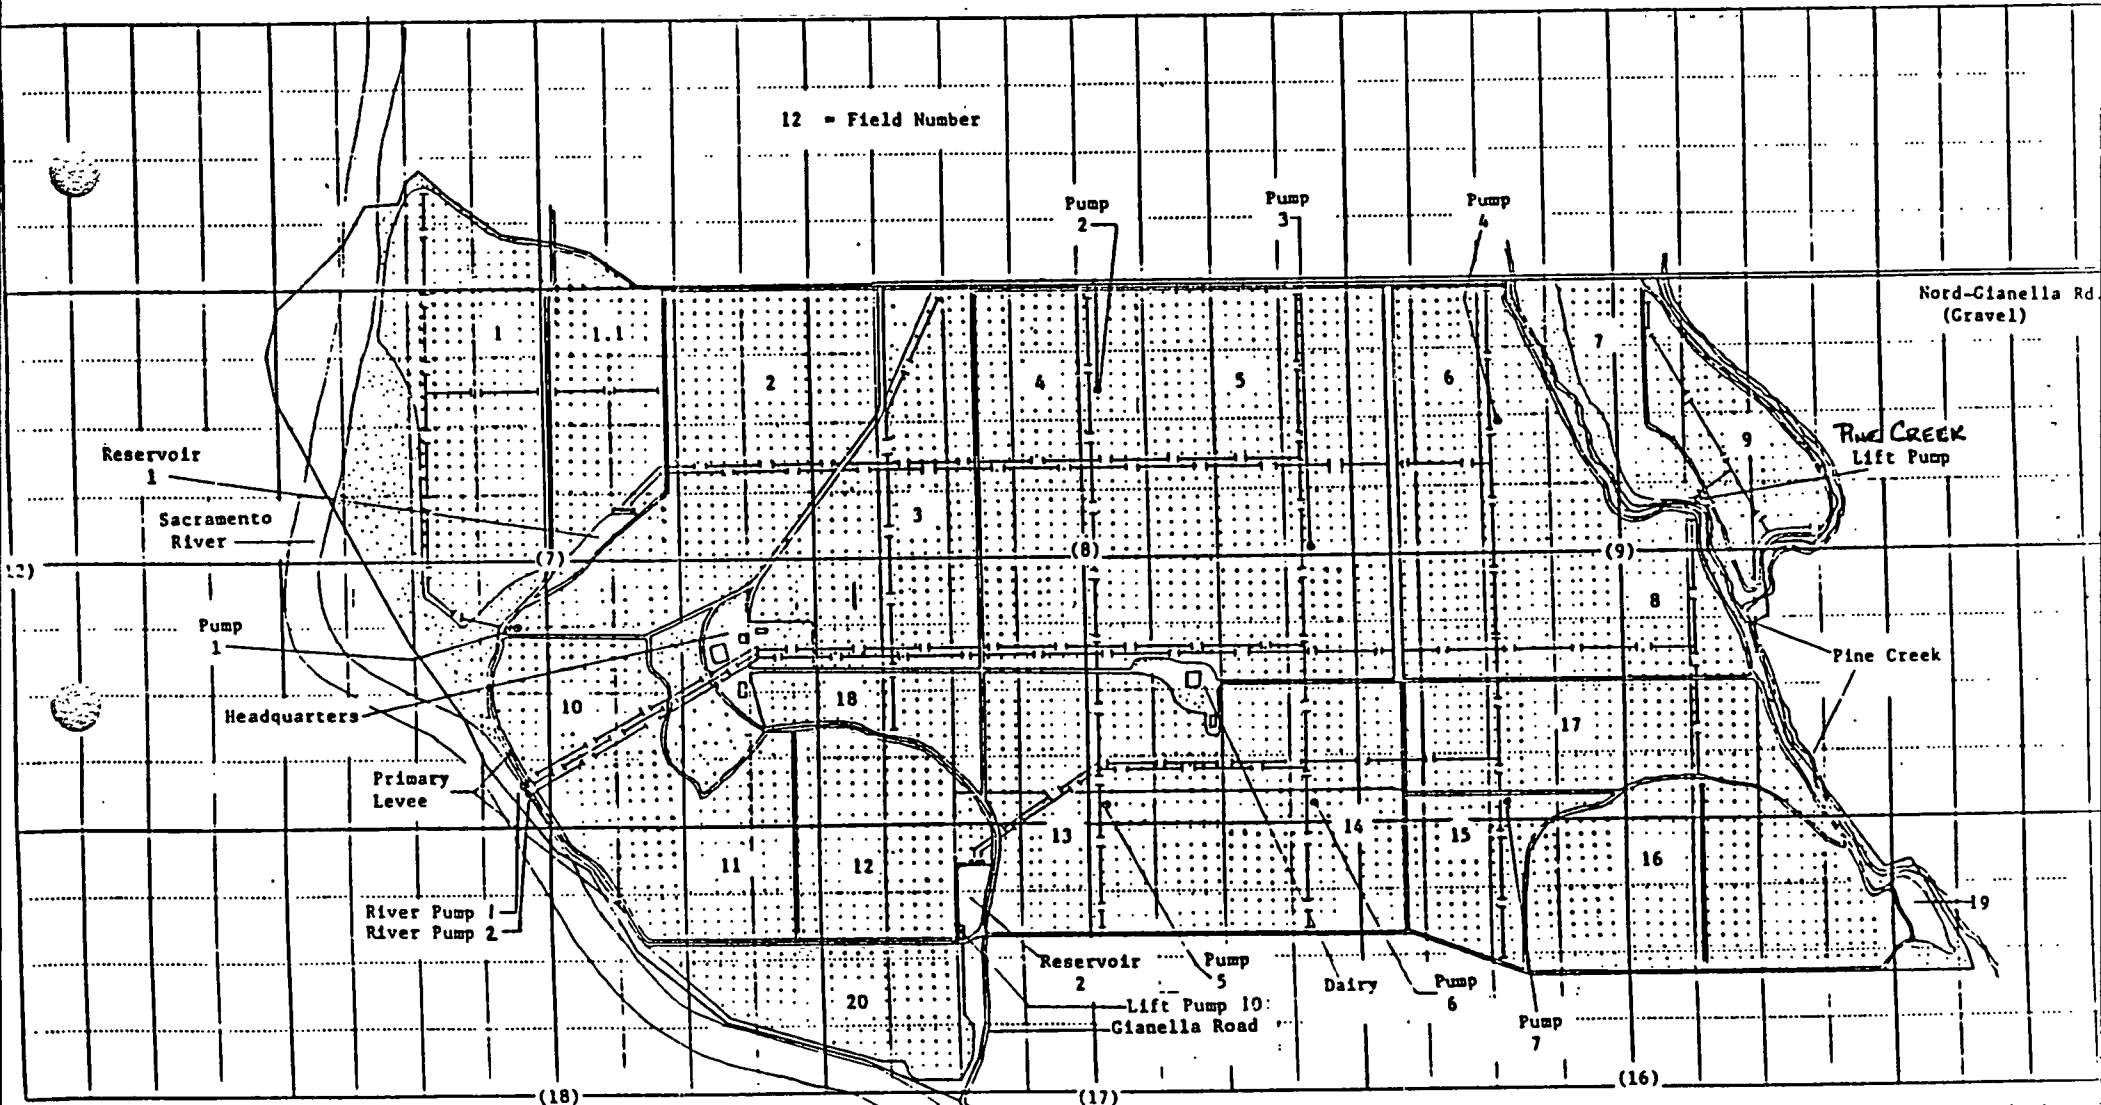 12 = Field Number
Pump
2
Pump
3
Pump
4
Nord-Gianella Rd.
(Gravel)
1
1.1
2
4
5
6
7
9
PINE CREEK
Lift Pump
Reservoir
1
Sacramento
River
3
(7)
(8)
(9)
8
Pump
1
Pine Creek
Headquarters
10
18
17
Primary
Levee
13
14
15
16
11
12
19
River Pump 1
River Pump 2
Reservoir
2
Pump
5
Dairy
Pump
6
Lift Pump 10
Gianella Road
20
Pump
7
(18)
(17)
(16)